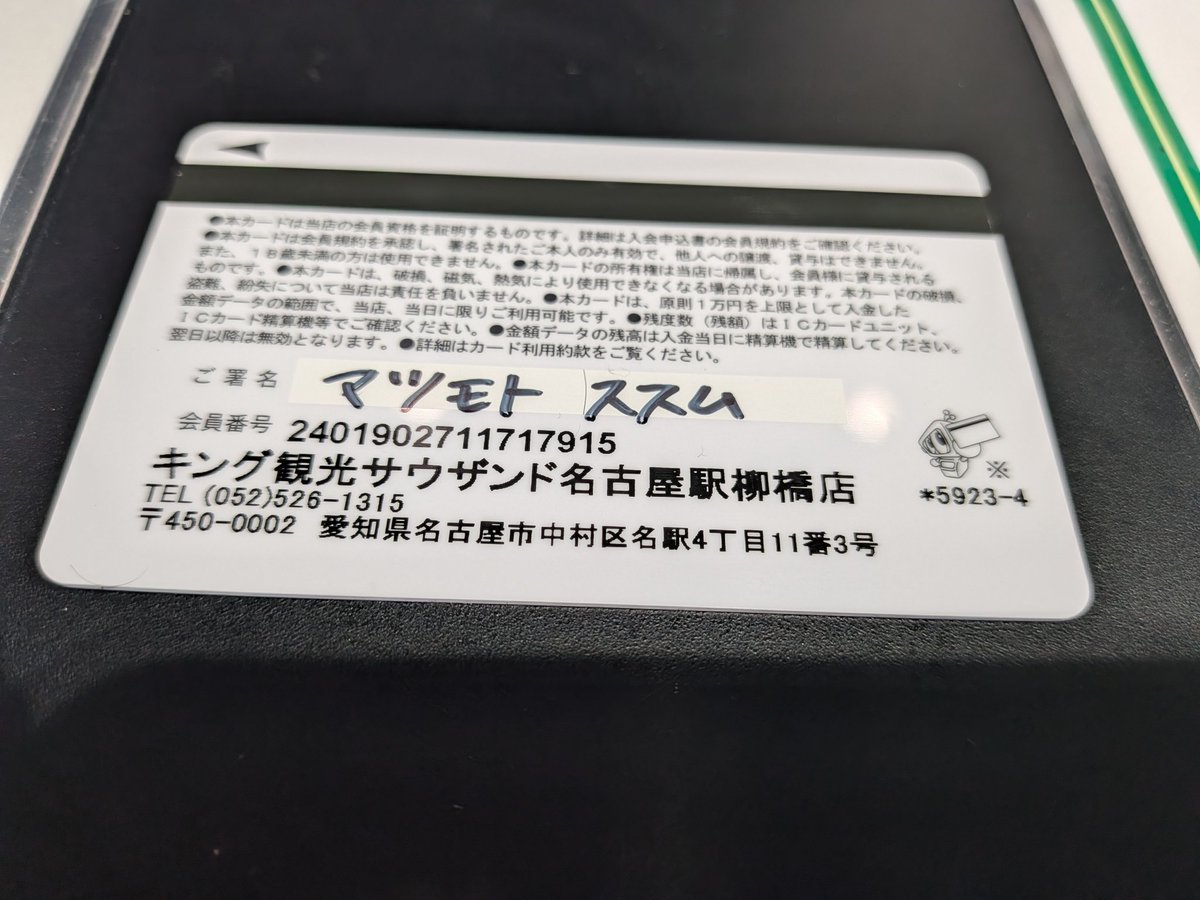 ●本カードは当店の会員資格を証明するものです。詳細は入会申込書の会員規約をご確認ください。
●本カードは会員規約を承認し、署名されたご本人のみ有効で、他人への譲渡、貸与はできません。
また、18歳未満の方は使用できません。●本カードの所有権は当店に帰属し、会員様に貸与される
ものです。●本カードは、破損、磁気、熱気により使用できなくなる場合があります。本カードの破損、
盗難、紛失について当店は責任を負いません。●本カードは、原則1万円を上限として入金した
金額データの範囲で、当店、当日に限りご利用可能です。●残度数（残額）はICカードユニット、
ICカード精算機等でご確認ください。●金額データの残高は入金当日に精算機で精算してください。
翌日以降は無効となります。●詳細はカード利用約款をご覧ください。
ご署名 マツモト ススム
会員番号 2401902711717915
キング観光サウザンド名古屋駅柳橋店
TEL (052)526-1315
〒450-0002 愛知県名古屋市中村区名駅4丁目11番3号
※
*5923-4